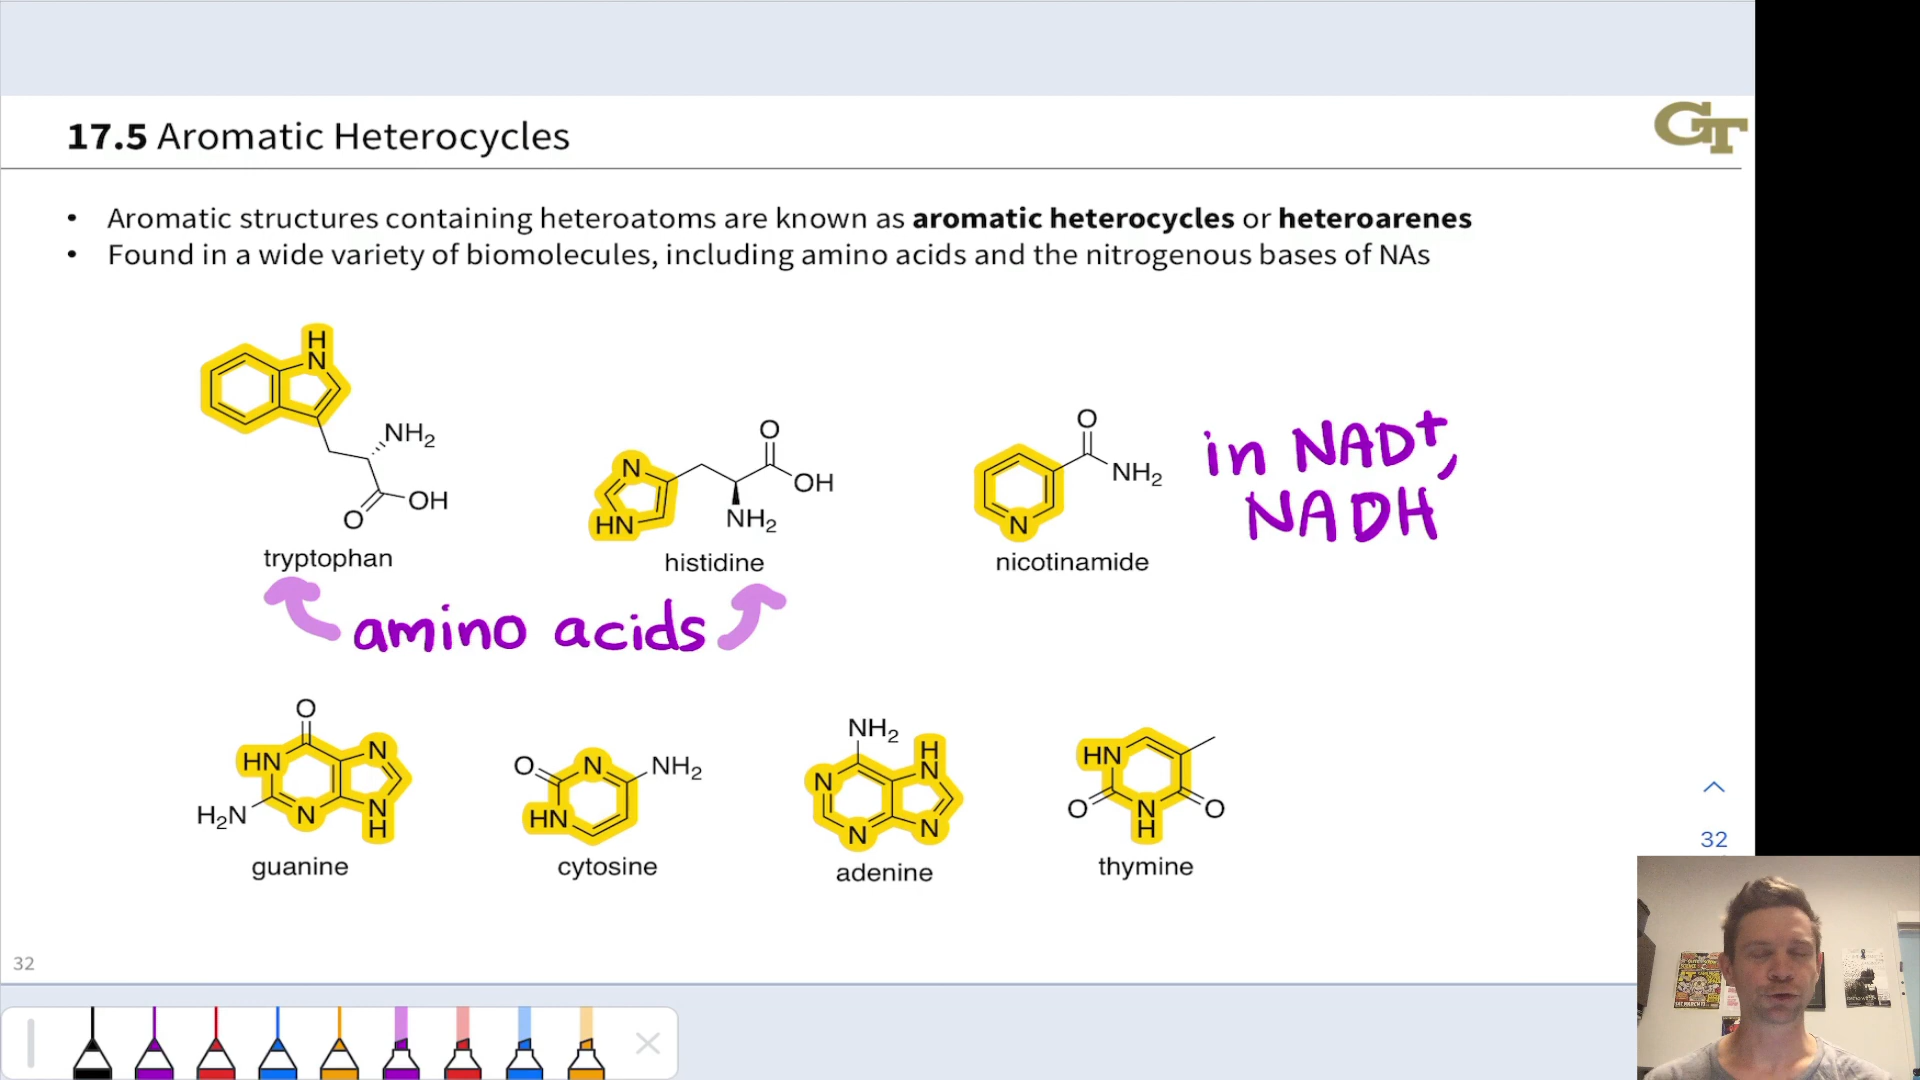 17.5 Aromatic Heterocycles
GT
• Aromatic structures containing heteroatoms are known as aromatic heterocycles or heteroarenes
• Found in a wide variety of biomolecules, including amino acids and the nitrogenous bases of NAs
H
N
NH2
OH
O
tryptophan
O
N
OH
HN
NH2
histidine
O
NH2
N
nicotinamide
in NAD+,
NADH
amino acids
O
HN
N
H2N
N
N
H
guanine
O
N
NH2
HN
cytosine
NH2
H
N
N
N
N
adenine
HN
O
N
H
O
thymine
32
32